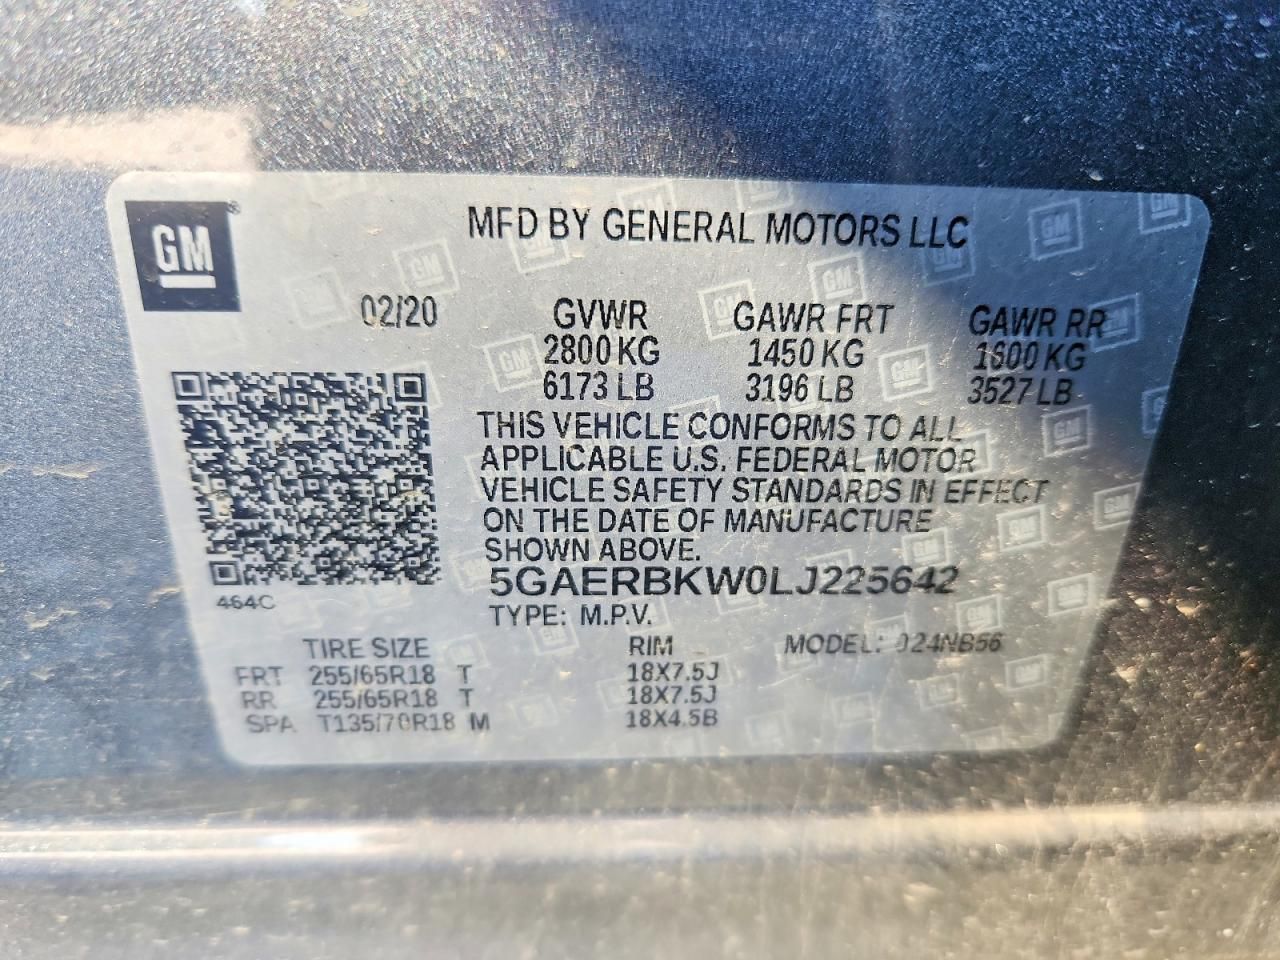 GM
MFD BY GENERAL MOTORS LLC
02/20 GVWR GAWR FRT GAWR RR
2800 KG 1450 KG 1600 KG
6173 LB 3196 LB 3527 LB
THIS VEHICLE CONFORMS TO ALL
APPLICABLE U.S. FEDERAL MOTOR
VEHICLE SAFETY STANDARDS IN EFFECT
ON THE DATE OF MANUFACTURE
SHOWN ABOVE.
464C
5GAERBKW0LJ225642
TYPE: M.P.V.
TIRE SIZE RIM MODEL: 024NB56
FRT 255/65R18 T 18X7.5J
RR 255/65R18 T 18X7.5J
SPA T135/70R18 M 18X4.5B